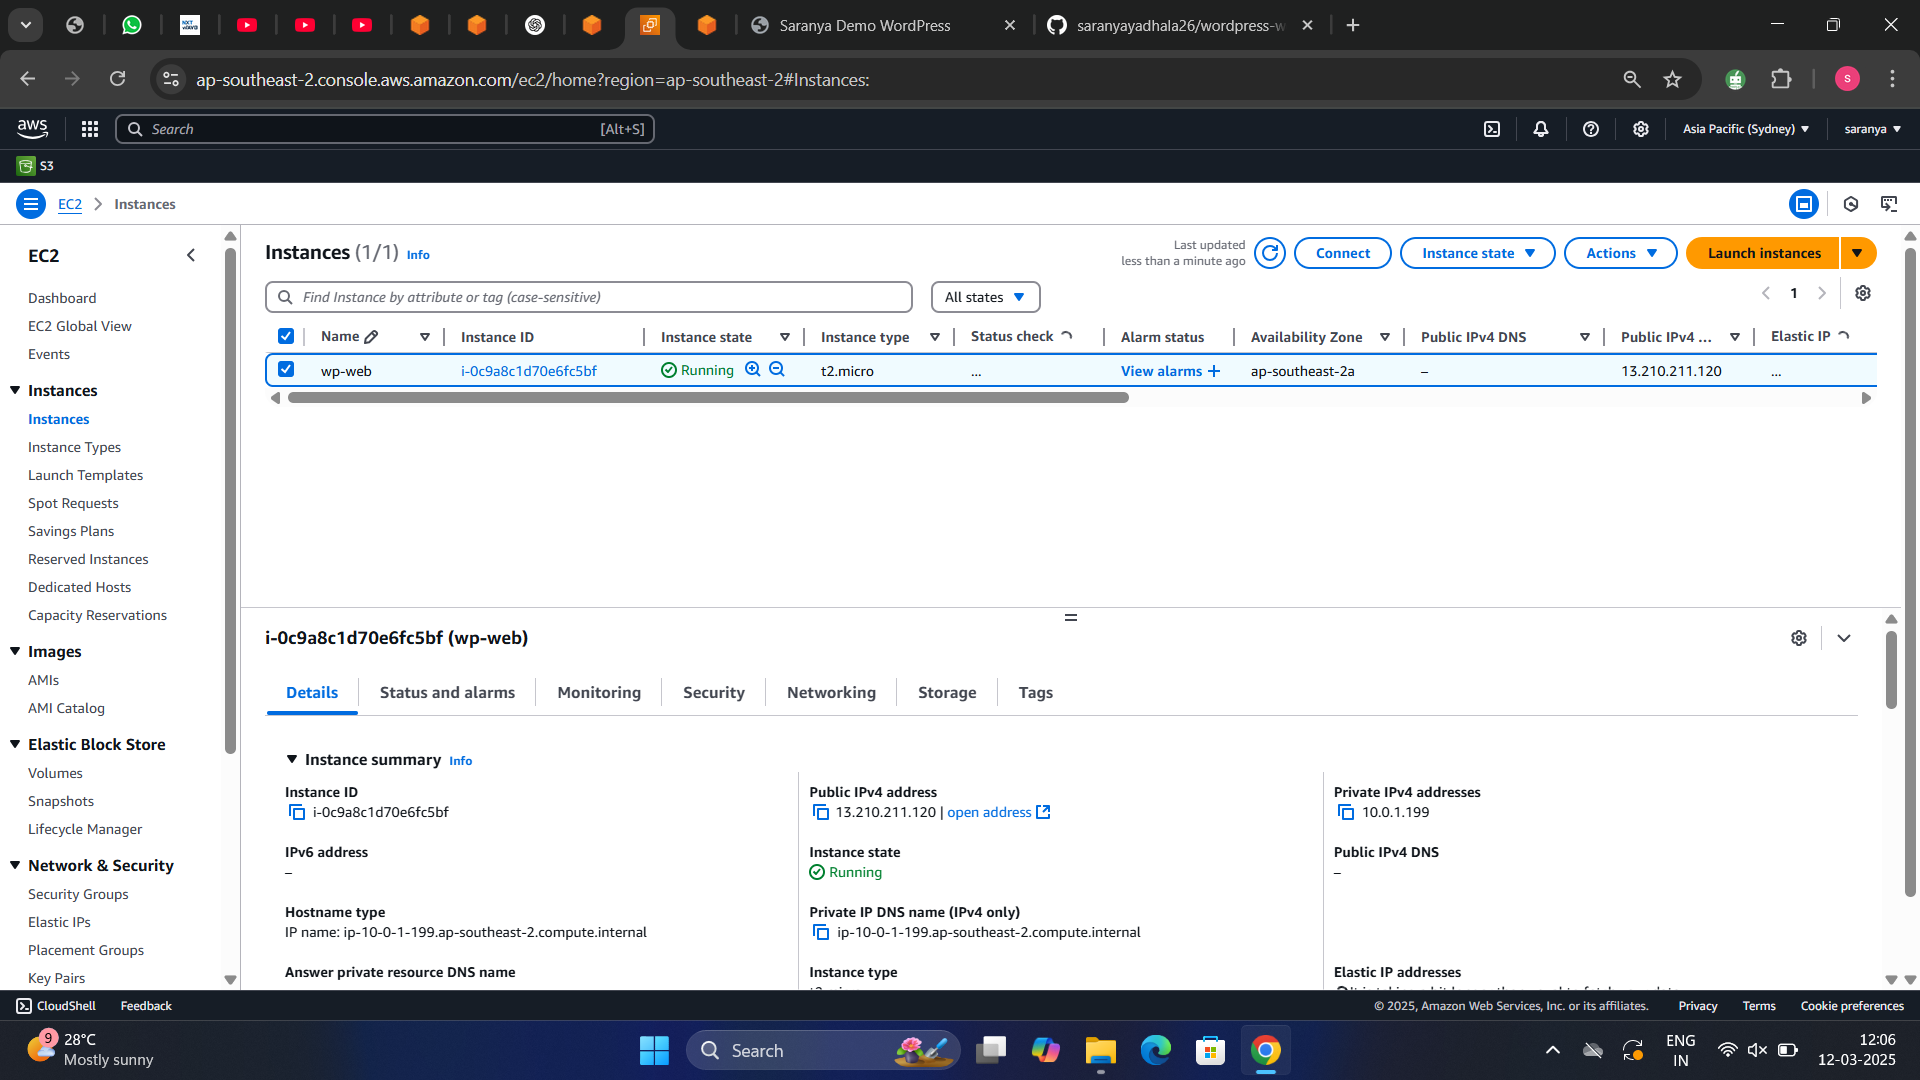 Saranya Demo WordPress
saranyayadhala26/wordpress-w
ap-southeast-2.console.aws.amazon.com/ec2/home?region=ap-southeast-2#Instances:
S
aws
Search
[Alt+S]
Asia Pacific (Sydney)
saranya
S3
EC2
Instances
EC2
Dashboard
EC2 Global View
Events
Instances
Instances
Instance Types
Launch Templates
Spot Requests
Savings Plans
Reserved Instances
Dedicated Hosts
Capacity Reservations
Images
AMIs
AMI Catalog
Elastic Block Store
Volumes
Snapshots
Lifecycle Manager
Network & Security
Security Groups
Elastic IPs
Placement Groups
Key Pairs
Instances (1/1) Info
Last updated
less than a minute ago
Connect
Instance state
Actions
Launch instances
Find Instance by attribute or tag (case-sensitive)
All states
1
Name Instance ID Instance state Instance type Status check Alarm status Availability Zone Public IPv4 DNS Public IPv4 ... Elastic IP
wp-web i-0c9a8c1d70e6fc5bf Running t2.micro ... View alarms + ap-southeast-2a – 13.210.211.120 ...
i-0c9a8c1d70e6fc5bf (wp-web)
Details Status and alarms Monitoring Security Networking Storage Tags
Instance summary Info
Instance ID
i-0c9a8c1d70e6fc5bf
Public IPv4 address
13.210.211.120 | open address
Private IPv4 addresses
10.0.1.199
IPv6 address
–
Instance state
Running
Public IPv4 DNS
–
Hostname type
IP name: ip-10-0-1-199.ap-southeast-2.compute.internal
Private IP DNS name (IPv4 only)
ip-10-0-1-199.ap-southeast-2.compute.internal
Answer private resource DNS name
Instance type
Elastic IP addresses
CloudShell
Feedback
© 2025, Amazon Web Services, Inc. or its affiliates.
Privacy
Terms
Cookie preferences
9
28°C
Mostly sunny
Search
ENG
IN
12:06
12-03-2025